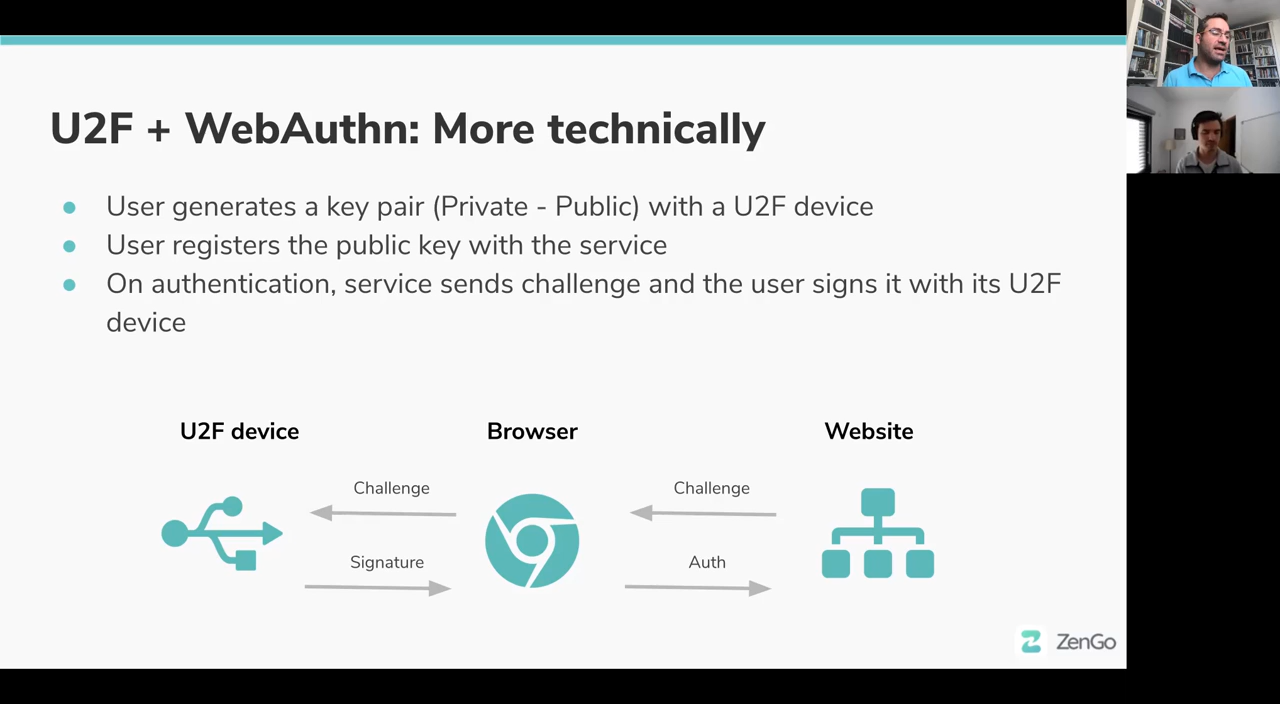 U2F + WebAuthn: More technically
● User generates a key pair (Private - Public) with a U2F device
● User registers the public key with the service
● On authentication, service sends challenge and the user signs it with its U2F
device
U2F device
Browser
Website
Challenge
Challenge
Signature
Auth
ZenGo